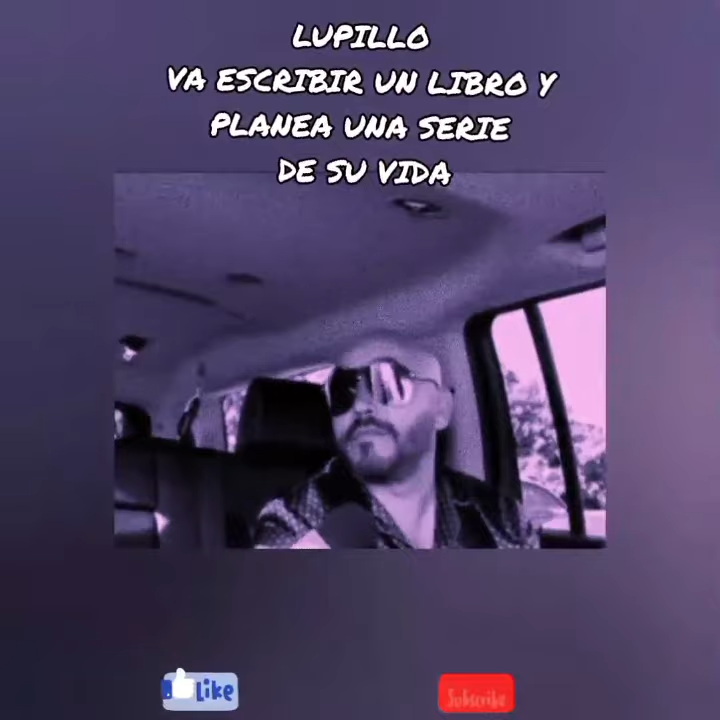 LUPILLO
VA ESCRIBIR UN LIBRO Y
PLANEA UNA SERIE
DE SU VIDA
Like
Subscribe